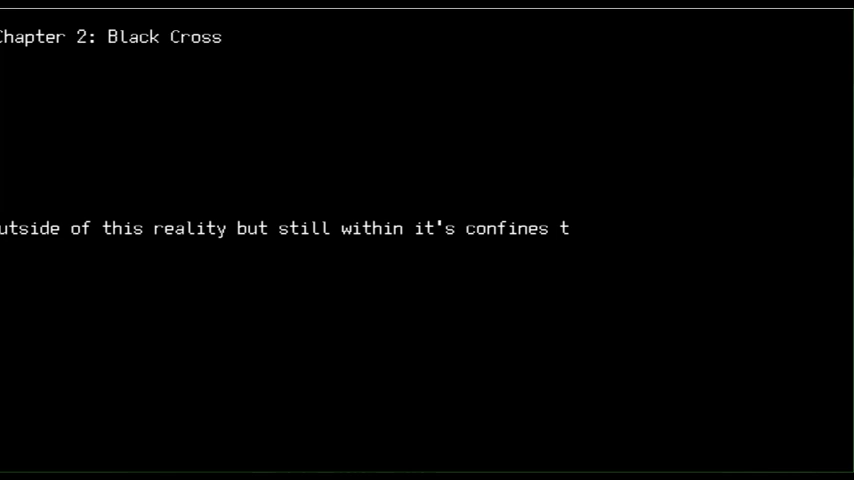 Chapter 2: Black Cross
utside of this reality but still within it's confines t